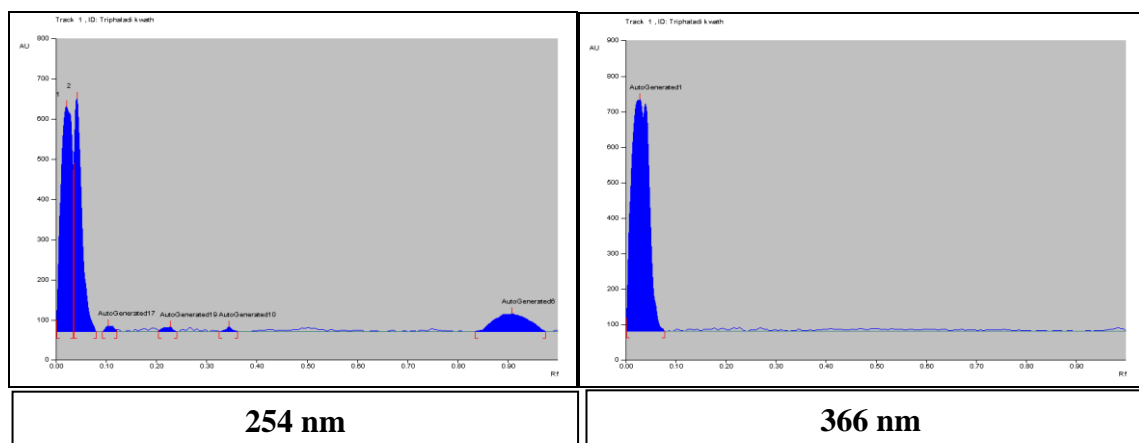 Track 1 , ID: Triphaladi kwath
AU
800
700
600
500
400
300
200
100
0
1
2
AutoGenerated17
AutoGenerated19
AutoGenerated10
AutoGenerated6
0.00 0.10 0.20 0.30 0.40 0.50 0.60 0.70 0.80 0.90
Rf
254 nm
Track 1 , ID: Triphaladi kwath
AU
900
800
700
600
500
400
300
200
100
0
AutoGenerated1
0.00 0.10 0.20 0.30 0.40 0.50 0.60 0.70 0.80 0.90
Rf
366 nm